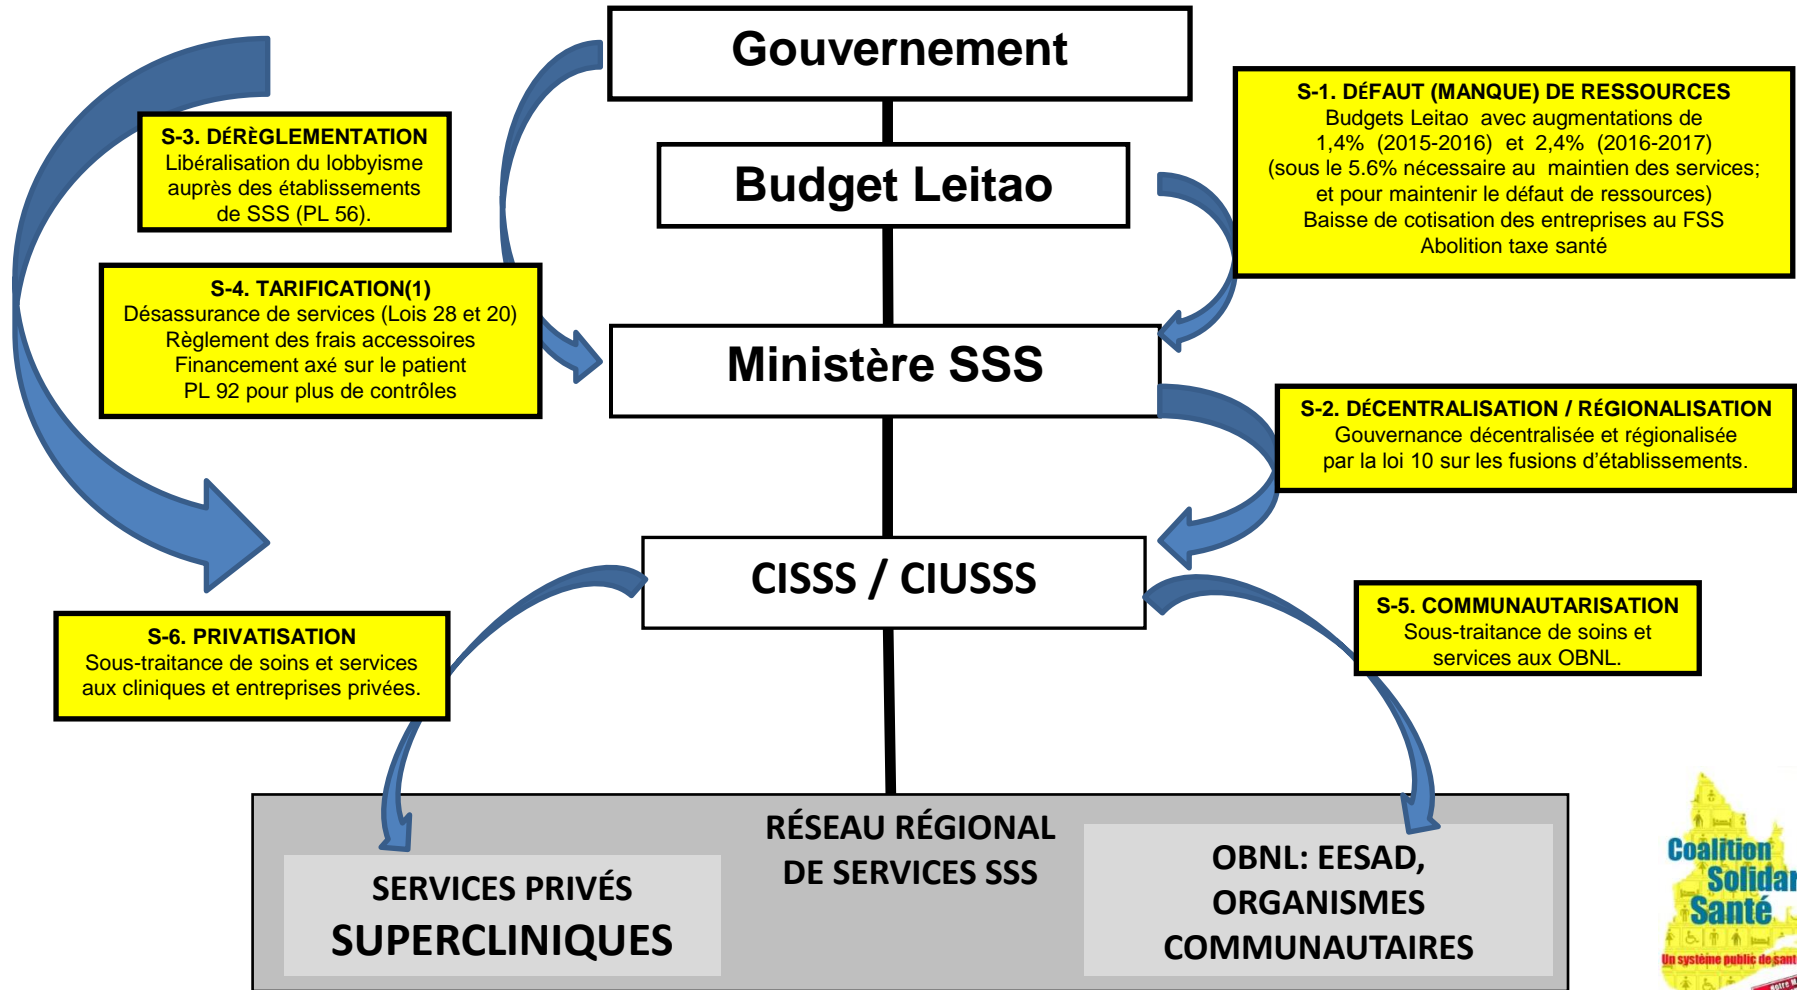 Gouvernement
S-1. DéFAUT (MANQUE) DE RESSOURCES
Budgets Leitao avec augmentations de
1,4% (2015-2016) et 2,4% (2016-2017)
(sous le 5.6% nécessaire au maintien des services;
et pour maintenir le défaut de ressources)
Baisse de cotisation des entreprises au FSS
Abolition taxe santé
S-3. DéRèGLEMENTATION
Libéralisation du lobbyisme
auprès des établissements
de SSS (PL 56).
Budget Leitao
S-4. TARIFICATION(1)
Désassurance de services (Lois 28 et 20)
Règlement des frais accessoires
Financement axé sur le patient
PL 92 pour plus de contrôles
Ministère SSS
S-2. DéCENTRALISATION / RéGIONALISATION
Gouvernance décentralisée et régionalisée
par la loi 10 sur les fusions d’établissements.
CISSS / CIUSSS
S-6. PRIVATISATION
Sous-traitance de soins et services
aux cliniques et entreprises privées.
S-5. COMMUNAUTARISATION
Sous-traitance de soins et
services aux OBNL.
RÉSEAU RÉGIONAL
DE SERVICES SSS
SERVICES PRIVÉS
SUPERCLINIQUES
OBNL: EESAD,
ORGANISMES
COMMUNAUTAIRES
Coalition
Solidar
Santé
Un système public de sant